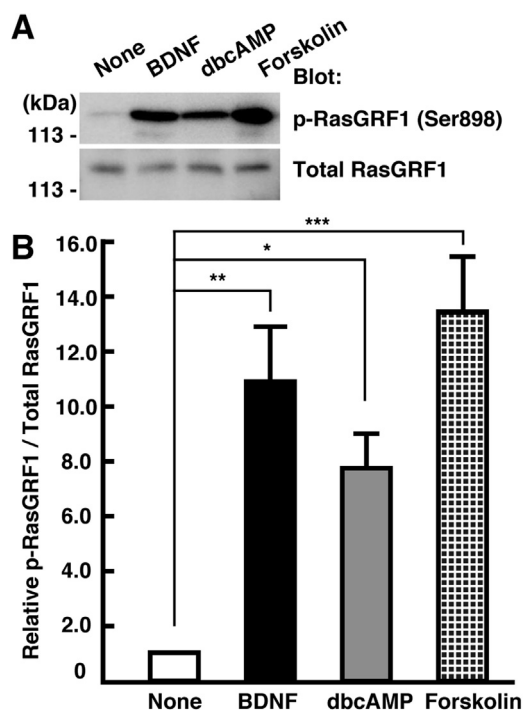 A
None BDNF dbcAMP Forskolin
Blot:
(kDa)
p-RasGRF1 (Ser898)
113 -
Total RasGRF1
113 -
B
Relative p-RasGRF1 / Total RasGRF1
16.0
14.0
12.0
10.0
8.0
6.0
4.0
2.0
0
***
*
**
None BDNF dbcAMP Forskolin